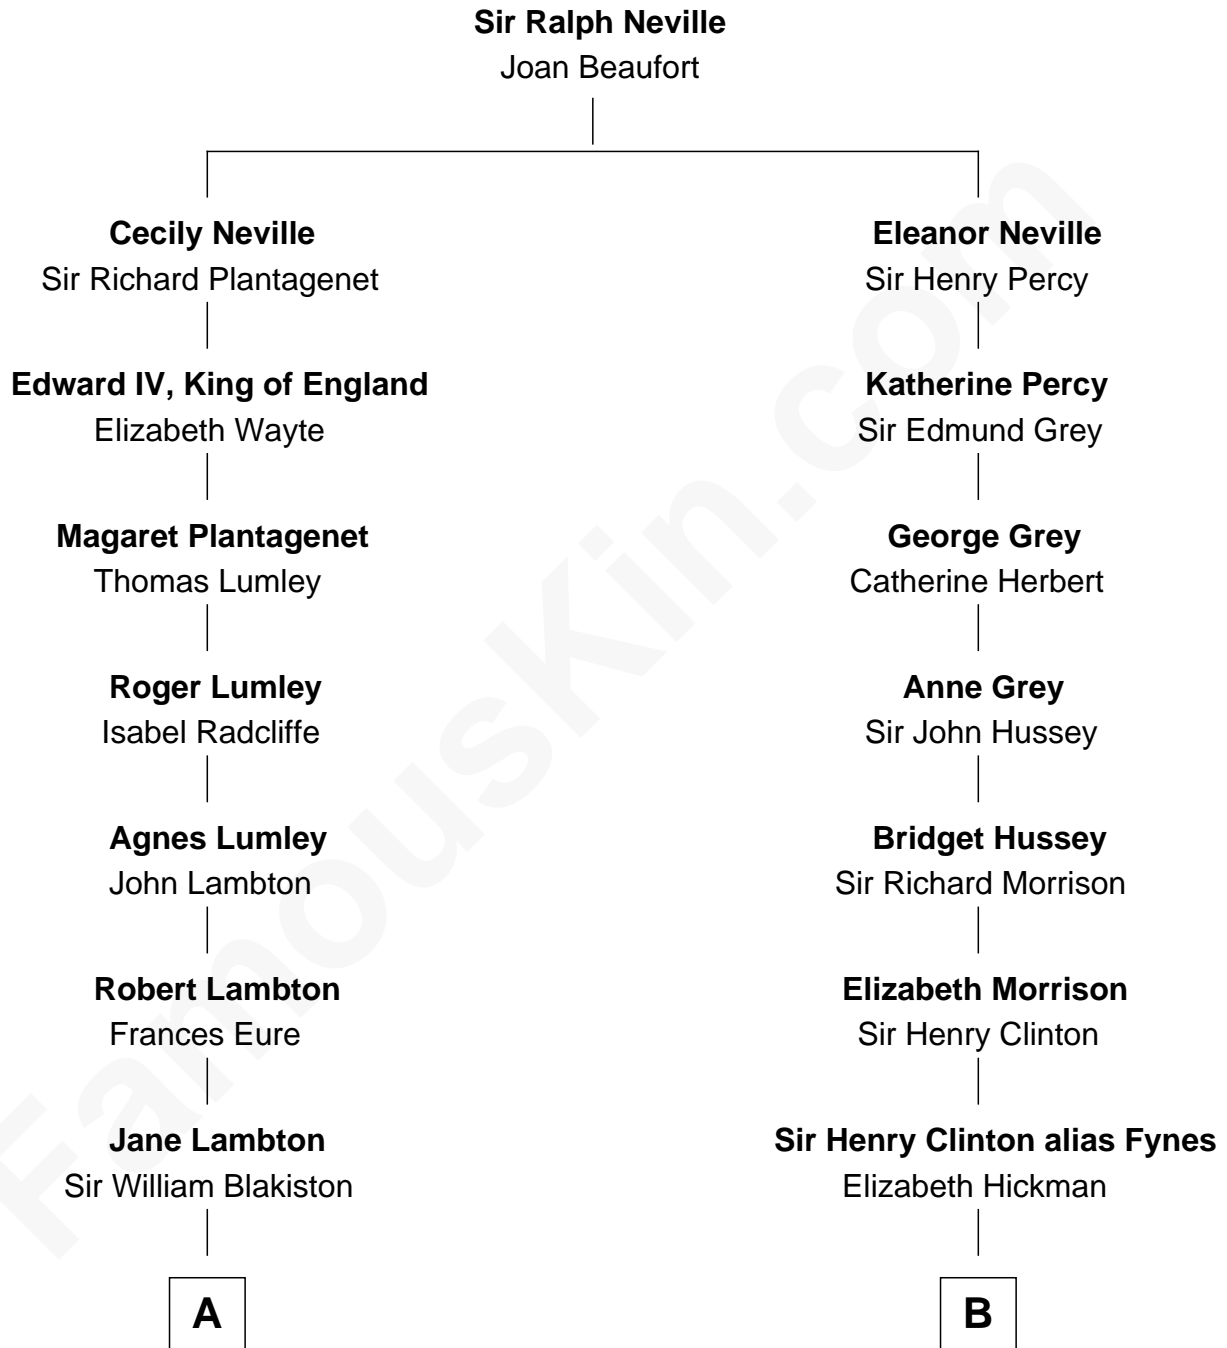 Sir Ralph Neville
Joan Beaufort
Cecily Neville
Sir Richard Plantagenet
Eleanor Neville
Sir Henry Percy
Edward IV, King of England
Elizabeth Wayte
Katherine Percy
Sir Edmund Grey
Magaret Plantagenet
Thomas Lumley
George Grey
Catherine Herbert
Roger Lumley
Isabel Radcliffe
Anne Grey
Sir John Hussey
Agnes Lumley
John Lambton
Bridget Hussey
Sir Richard Morrison
Robert Lambton
Frances Eure
Elizabeth Morrison
Sir Henry Clinton
Jane Lambton
Sir William Blakiston
Sir Henry Clinton alias Fynes
Elizabeth Hickman
A
B
FamousKin.com